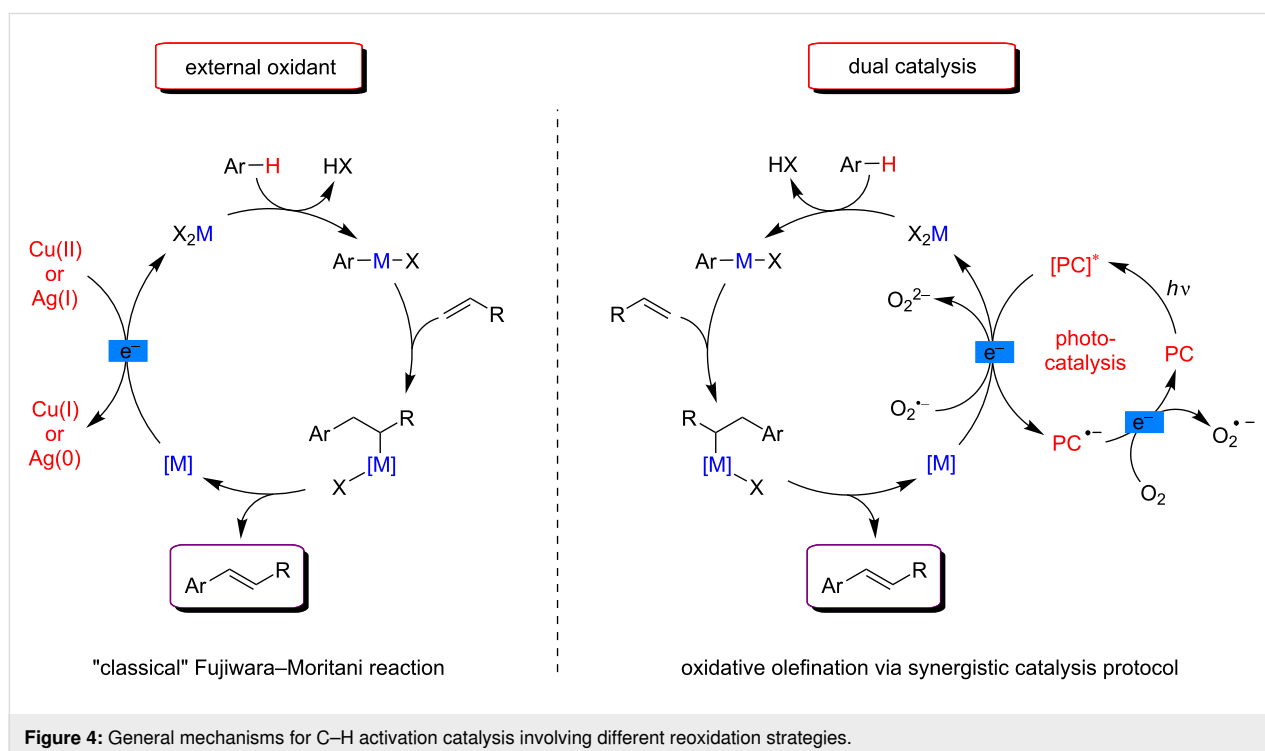 external oxidant
Ar–H
HX
X₂M
Cu(II)
or
Ag(I)
Ar–M–X
R
e⁻
Cu(I)
or
Ag(0)
Ar
R
[M]
[M]
X
Ar
R
"classical" Fujiwara–Moritani reaction
dual catalysis
HX
Ar–H
X₂M
Ar–M–X
[PC]*
O₂²⁻
hν
R
e⁻
photo-
catalysis
PC
O₂•⁻
R
Ar
PC•⁻
e⁻
O₂•⁻
[M]
[M]
X
O₂
Ar
R
oxidative olefination via synergistic catalysis protocol
Figure 4: General mechanisms for C–H activation catalysis involving different reoxidation strategies.